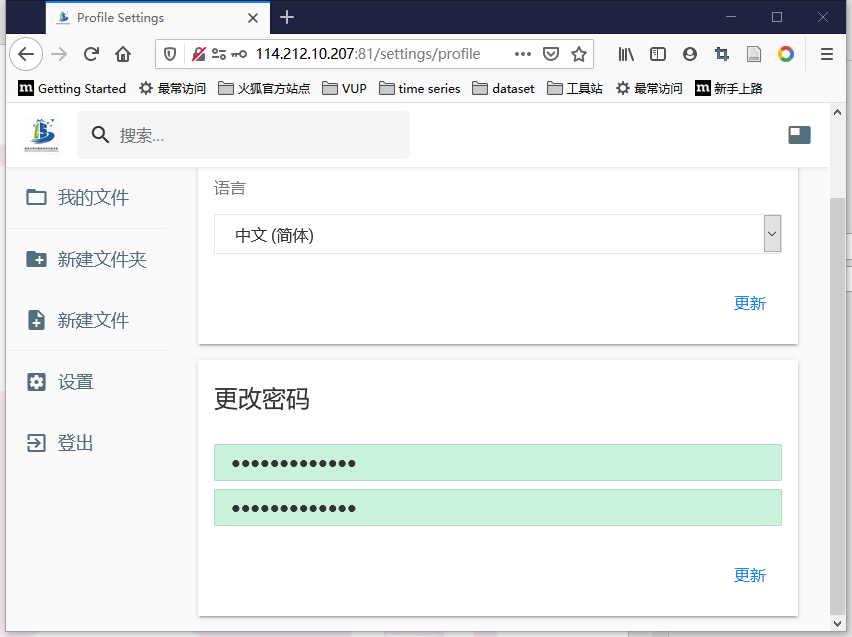 Profile Settings
114.212.10.207:81/settings/profile
Getting Started 最常访问 火狐官方站点 VUP time series dataset 工具站 最常访问 新手上路
搜索...
我的文件
新建文件夹
新建文件
设置
登出
语言
中文 (简体)
更新
更改密码
•••••••••••••
•••••••••••••
更新